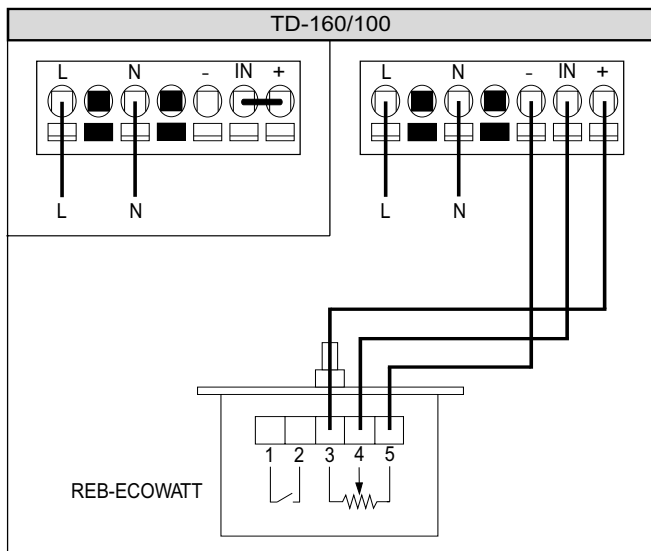 TD-160/100
L N - IN +
L N
L N - IN +
L N
1 2 3 4 5
REB-ECOWATT